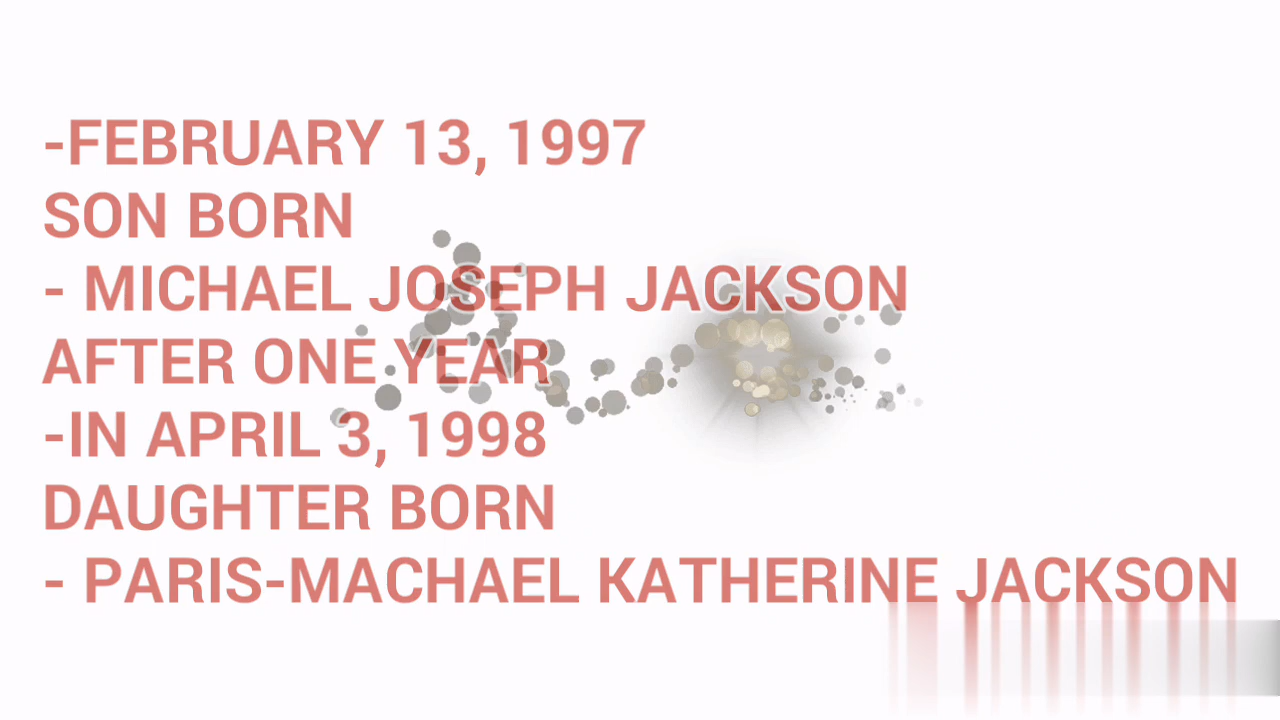 -FEBRUARY 13, 1997
SON BORN
- MICHAEL JOSEPH JACKSON
AFTER ONE YEAR
-IN APRIL 3, 1998
DAUGHTER BORN
- PARIS-MACHAEL KATHERINE JACKSON